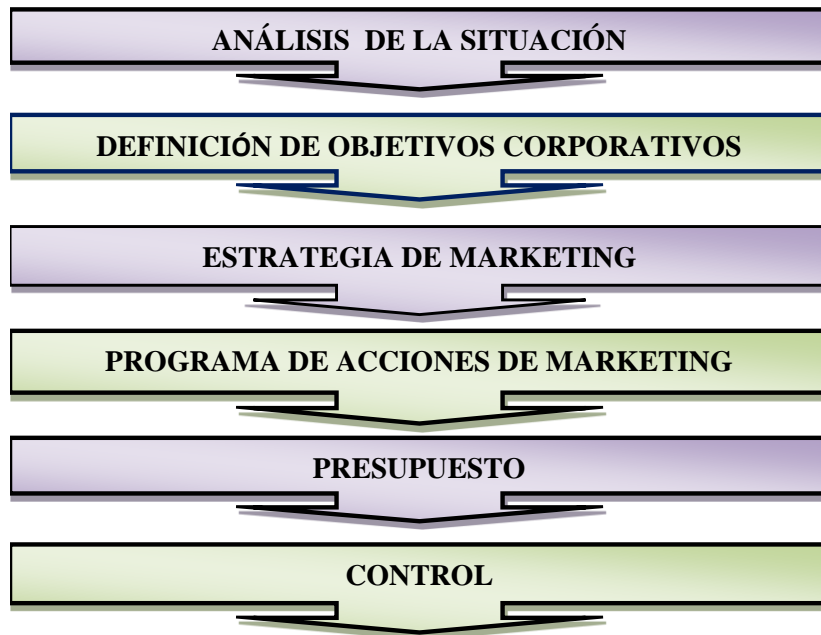 ANÁLISIS DE LA SITUACIÓN
DEFINICIÓN DE OBJETIVOS CORPORATIVOS
ESTRATEGIA DE MARKETING
PROGRAMA DE ACCIONES DE MARKETING
PRESUPUESTO
CONTROL